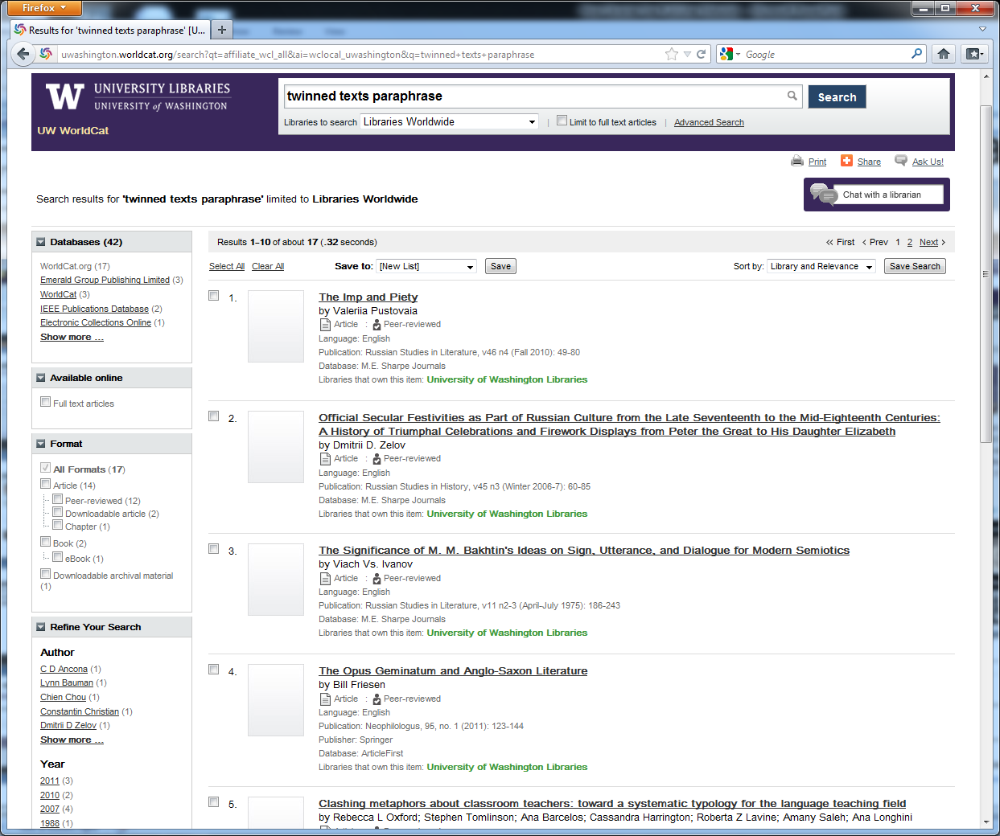 Firefox
Results for 'twinned texts paraphrase' [U...
uwashington.worldcat.org/search?qt=affiliate_wcl_all&ai=wclocal_uwashington&q=twinned+texts+paraphrase
Google
W UNIVERSITY LIBRARIES
UNIVERSITY of WASHINGTON
UW WorldCat
twinned texts paraphrase
Search
Libraries to search Libraries Worldwide | Limit to full text articles | Advanced Search
Print Share Ask Us!
Chat with a librarian
Search results for 'twinned texts paraphrase' limited to Libraries Worldwide
Databases (42)
WorldCat.org (17)
Emerald Group Publishing Limited (3)
WorldCat (3)
IEEE Publications Database (2)
Electronic Collections Online (1)
Show more ...
Available online
Full text articles
Format
All Formats (17)
Article (14)
Peer-reviewed (12)
Downloadable article (2)
Chapter (1)
Book (2)
eBook (1)
Downloadable archival material
(1)
Refine Your Search
Author
C D Ancona (1)
Lynn Bauman (1)
Chien Chou (1)
Constantin Christian (1)
Dmitrii D Zelov (1)
Show more ...
Year
2011 (3)
2010 (2)
2007 (4)
1988 (1)
Results 1-10 of about 17 (.32 seconds)
« First ‹ Prev 1 2 Next ›
Select All Clear All Save to: [New List] Save Sort by: Library and Relevance Save Search
1. The Imp and Piety
by Valeriia Pustovaia
Article : Peer-reviewed
Language: English
Publication: Russian Studies in Literature, v46 n4 (Fall 2010): 49-80
Database: M.E. Sharpe Journals
Libraries that own this item: University of Washington Libraries
2. Official Secular Festivities as Part of Russian Culture from the Late Seventeenth to the Mid-Eighteenth Centuries:
A History of Triumphal Celebrations and Firework Displays from Peter the Great to His Daughter Elizabeth
by Dmitrii D. Zelov
Article : Peer-reviewed
Language: English
Publication: Russian Studies in History, v45 n3 (Winter 2006-7): 60-85
Database: M.E. Sharpe Journals
Libraries that own this item: University of Washington Libraries
3. The Significance of M. M. Bakhtin's Ideas on Sign, Utterance, and Dialogue for Modern Semiotics
by Viach Vs. Ivanov
Article : Peer-reviewed
Language: English
Publication: Russian Studies in Literature, v11 n2-3 (April-July 1975): 186-243
Database: M.E. Sharpe Journals
Libraries that own this item: University of Washington Libraries
4. The Opus Geminatum and Anglo-Saxon Literature
by Bill Friesen
Article : Peer-reviewed
Language: English
Publication: Neophilologus, 95, no. 1 (2011): 123-144
Publisher: Springer
Database: ArticleFirst
Libraries that own this item: University of Washington Libraries
5. Clashing metaphors about classroom teachers: toward a systematic typology for the language teaching field
by Rebecca L Oxford; Stephen Tomlinson; Ana Barcelos; Cassandra Harrington; Roberta Z Lavine; Amany Saleh; Ana Longhini